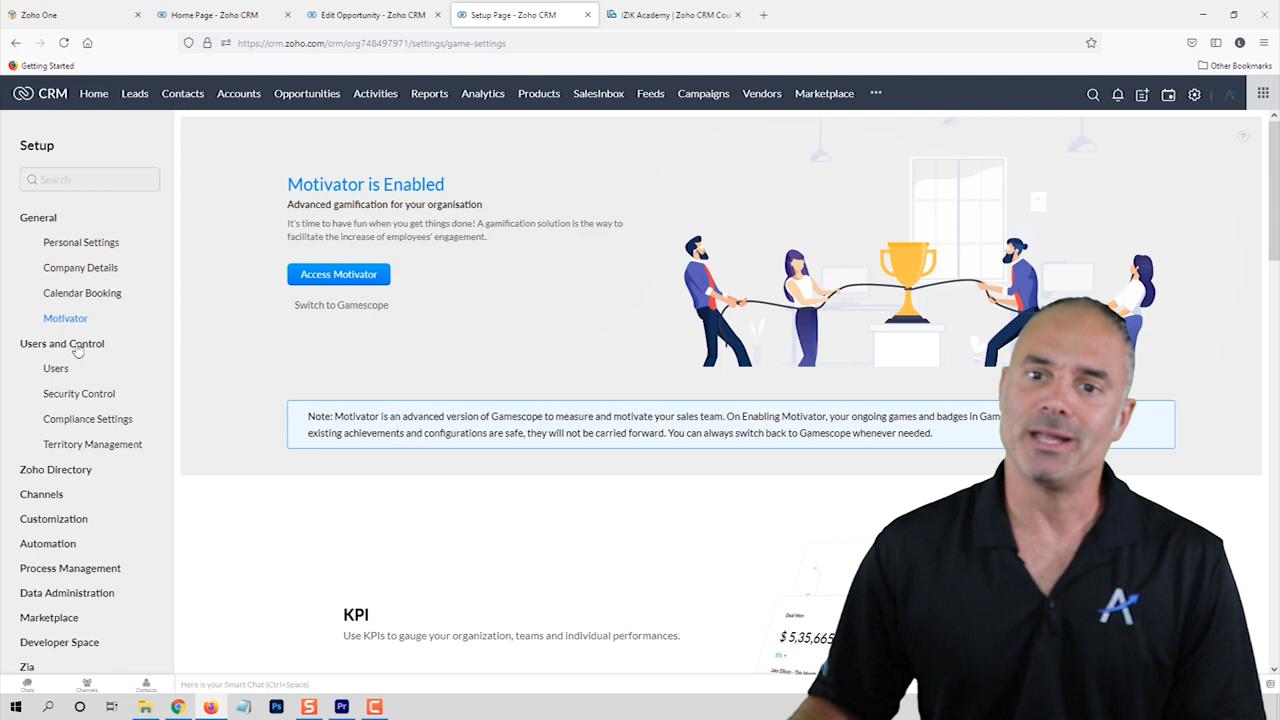 Zoho One
Home Page - Zoho CRM
Edit Opportunity - Zoho CRM
Setup Page - Zoho CRM
IZIK Academy | Zoho CRM Cou
https://crm.zoho.com/crm/org748497971/settings/game-settings
Getting Started
Other Bookmarks
CRM Home Leads Contacts Accounts Opportunities Activities Reports Analytics Products SalesInbox Feeds Campaigns Vendors Marketplace
Setup
Search
General
Personal Settings
Company Details
Calendar Booking
Motivator
Users and Control
Users
Security Control
Compliance Settings
Territory Management
Zoho Directory
Channels
Customization
Automation
Process Management
Data Administration
Marketplace
Developer Space
Zia
Chats Channels Contacts
Motivator is Enabled
Advanced gamification for your organisation
It's time to have fun when you get things done! A gamification solution is the way to
facilitate the increase of employees' engagement.
Access Motivator
Switch to Gamescope
Note: Motivator is an advanced version of Gamescope to measure and motivate your sales team. On Enabling Motivator, your ongoing games and badges in Gam
existing achievements and configurations are safe, they will not be carried forward. You can always switch back to Gamescope whenever needed.
KPI
Use KPIs to gauge your organization, teams and individual performances.
Deal Won
$ 5,35,665
Here is your Smart Chat (Ctrl+Space)
A